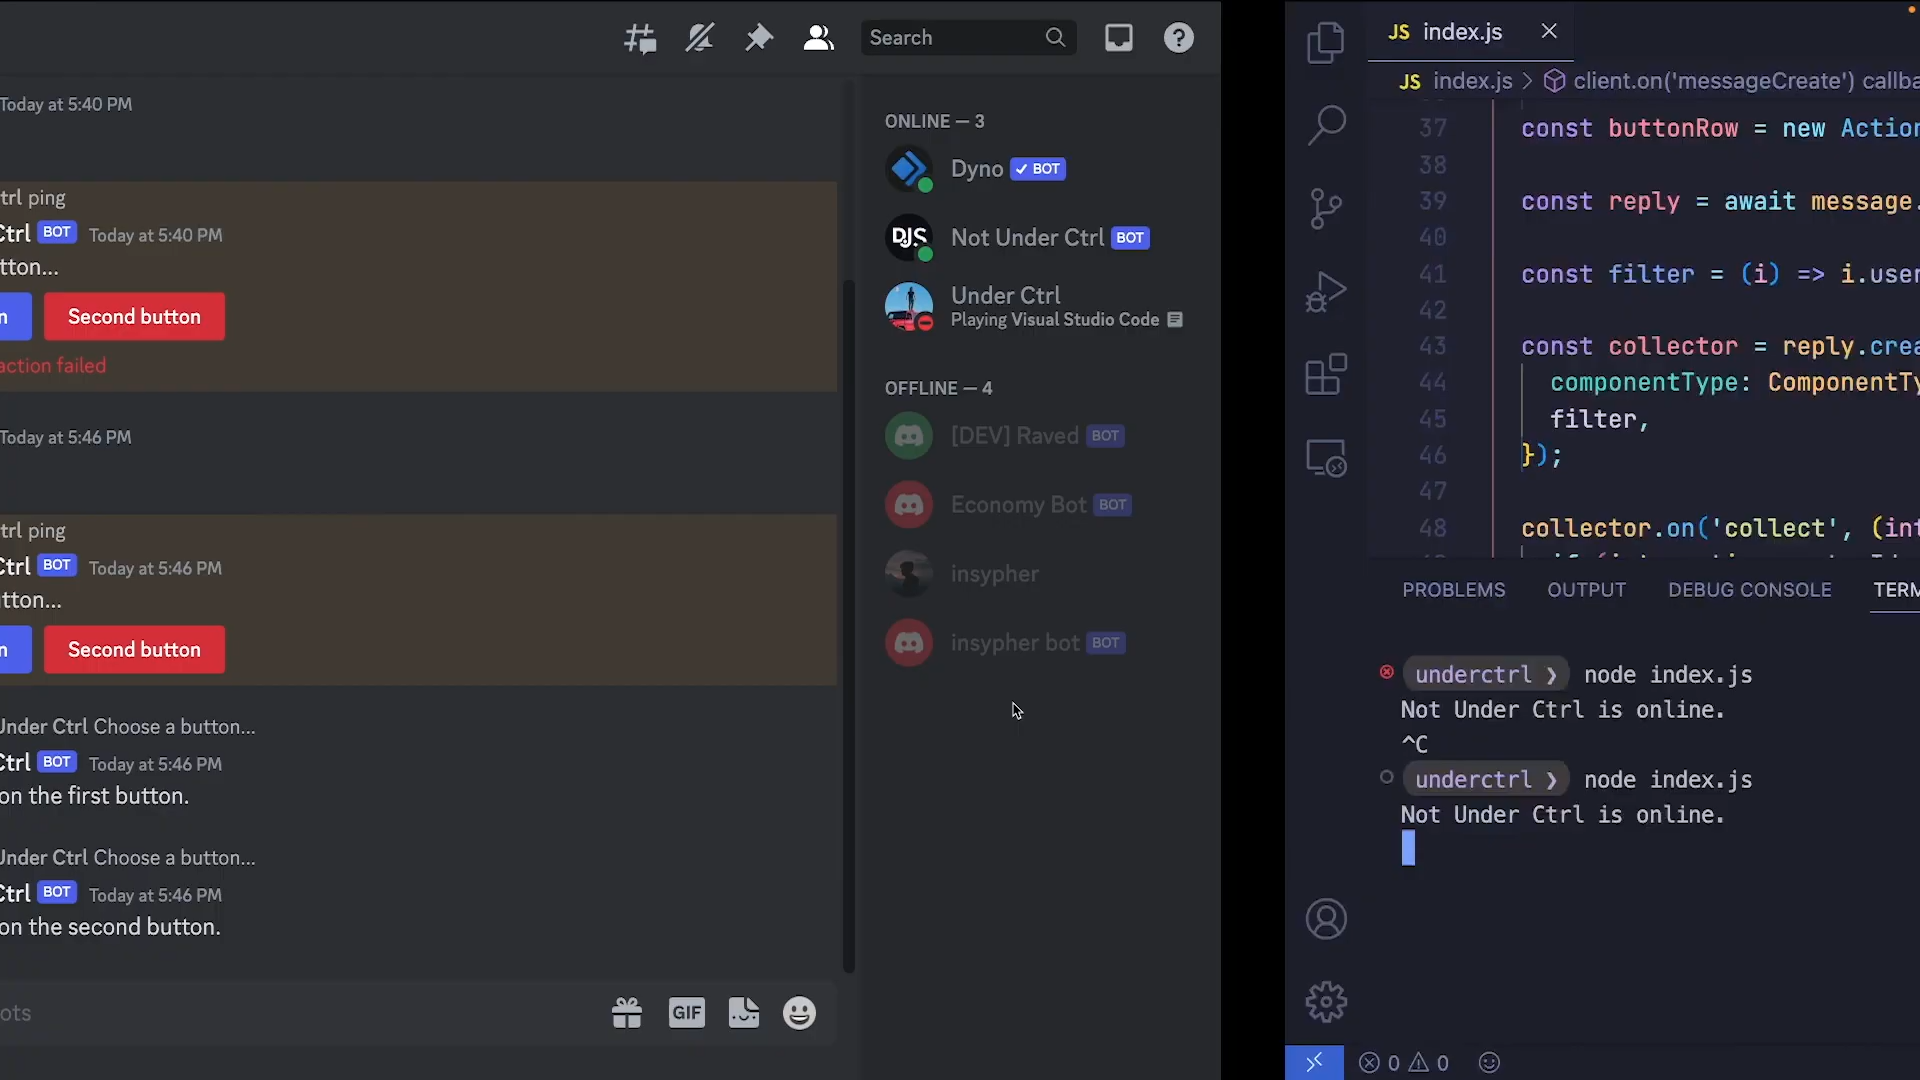 Search
Today at 5:40 PM
trl ping
Ctrl BOT Today at 5:40 PM
tton...
n Second button
action failed
Today at 5:46 PM
trl ping
Ctrl BOT Today at 5:46 PM
tton...
n Second button
Under Ctrl Choose a button...
Ctrl BOT Today at 5:46 PM
on the first button.
Under Ctrl Choose a button...
Ctrl BOT Today at 5:46 PM
on the second button.
ots
GIF
ONLINE — 3
Dyno ✓ BOT
DJS
Not Under Ctrl BOT
Under Ctrl
Playing Visual Studio Code
OFFLINE — 4
[DEV] Raved BOT
Economy Bot BOT
insypher
insypher bot BOT
JS index.js
JS index.js > client.on('messageCreate') callba
37 const buttonRow = new Action
38
39 const reply = await message.
40
41 const filter = (i) => i.user
42
43 const collector = reply.crea
44 componentType: ComponentTy
45 filter,
46 });
47
48 collector.on('collect', (int
PROBLEMS OUTPUT DEBUG CONSOLE TERM
underctrl ❯ node index.js
Not Under Ctrl is online.
^C
underctrl ❯ node index.js
Not Under Ctrl is online.
0 0